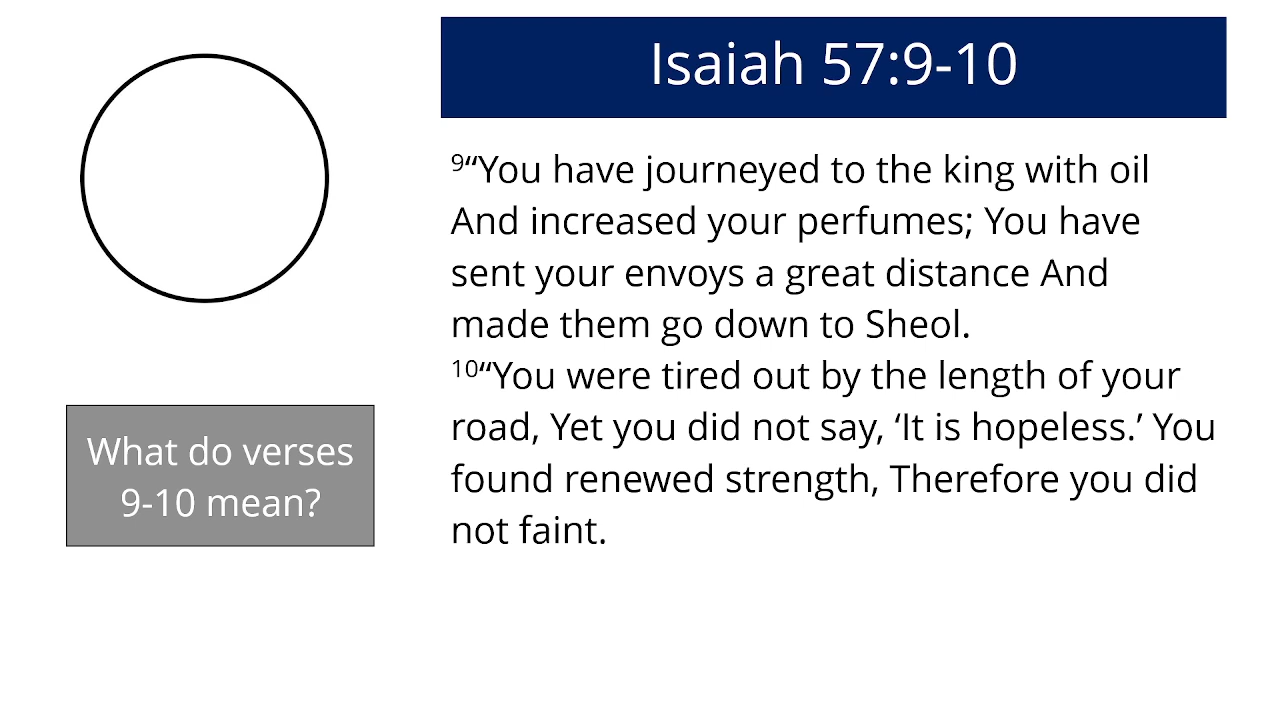 Isaiah 57:9-10
⁹“You have journeyed to the king with oil
And increased your perfumes; You have
sent your envoys a great distance And
made them go down to Sheol.
¹⁰“You were tired out by the length of your
road, Yet you did not say, ‘It is hopeless.’ You
found renewed strength, Therefore you did
not faint.
What do verses
9-10 mean?